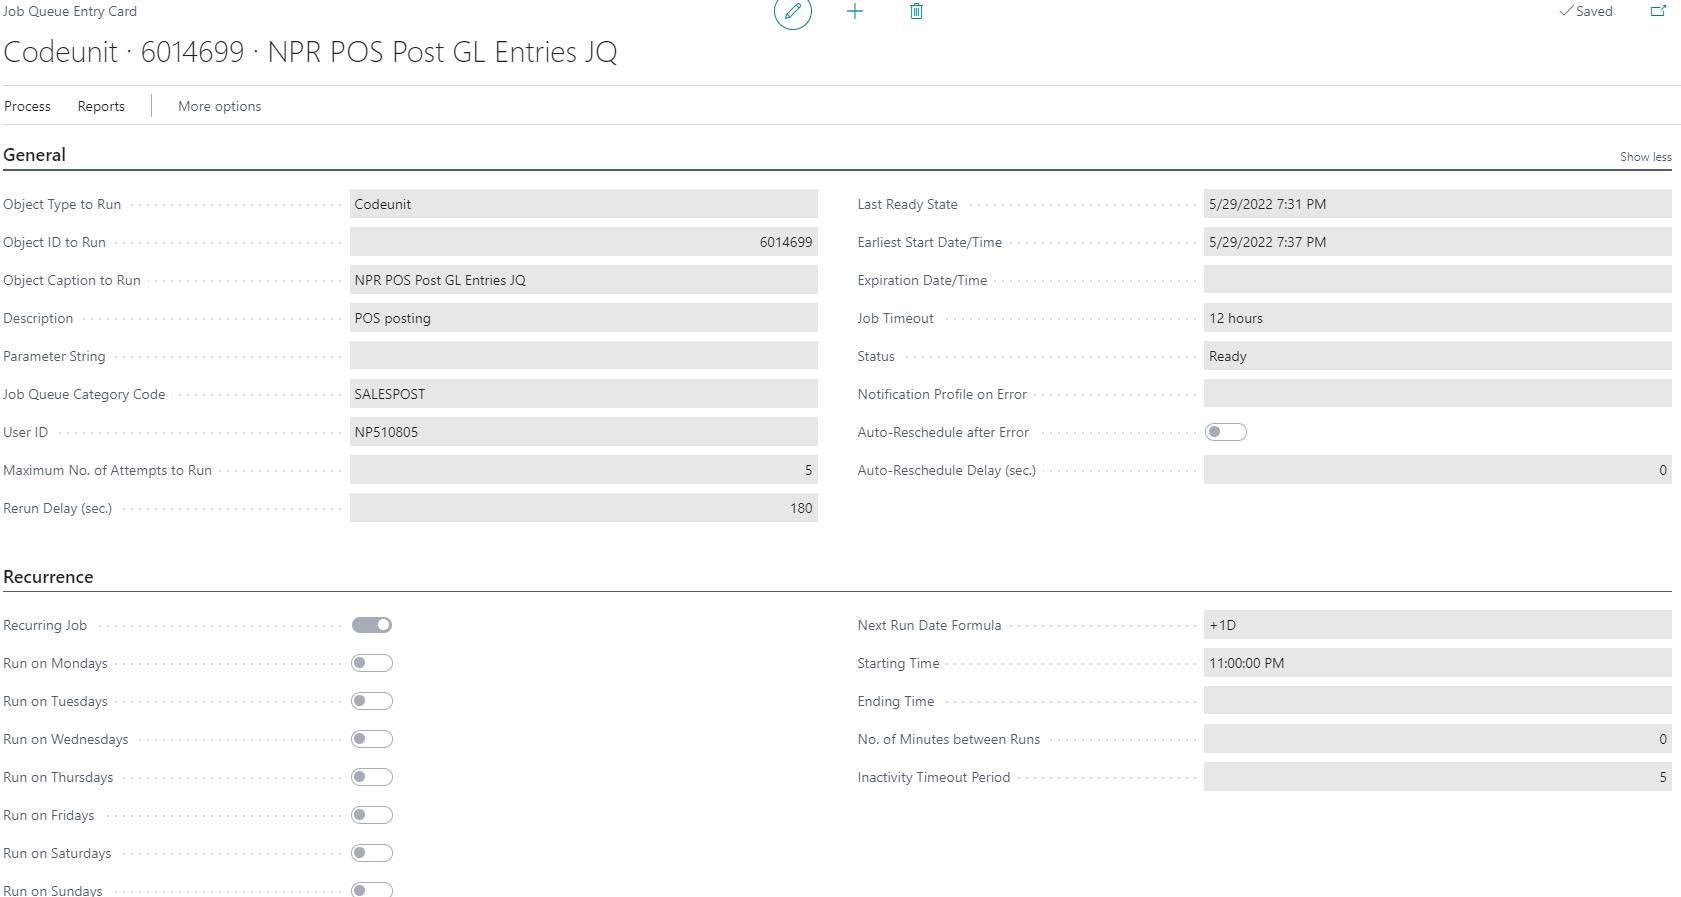 Job Queue Entry Card
Saved
Codeunit · 6014699 · NPR POS Post GL Entries JQ
Process Reports More options
General
Show less
Object Type to Run Codeunit
Object ID to Run 6014699
Object Caption to Run NPR POS Post GL Entries JQ
Description POS posting
Parameter String
Job Queue Category Code SALESPOST
User ID NP510805
Maximum No. of Attempts to Run 5
Rerun Delay (sec.) 180
Last Ready State 5/29/2022 7:31 PM
Earliest Start Date/Time 5/29/2022 7:37 PM
Expiration Date/Time
Job Timeout 12 hours
Status Ready
Notification Profile on Error
Auto-Reschedule after Error
Auto-Reschedule Delay (sec.) 0
Recurrence
Recurring Job
Run on Mondays
Run on Tuesdays
Run on Wednesdays
Run on Thursdays
Run on Fridays
Run on Saturdays
Run on Sundays
Next Run Date Formula +1D
Starting Time 11:00:00 PM
Ending Time
No. of Minutes between Runs 0
Inactivity Timeout Period 5